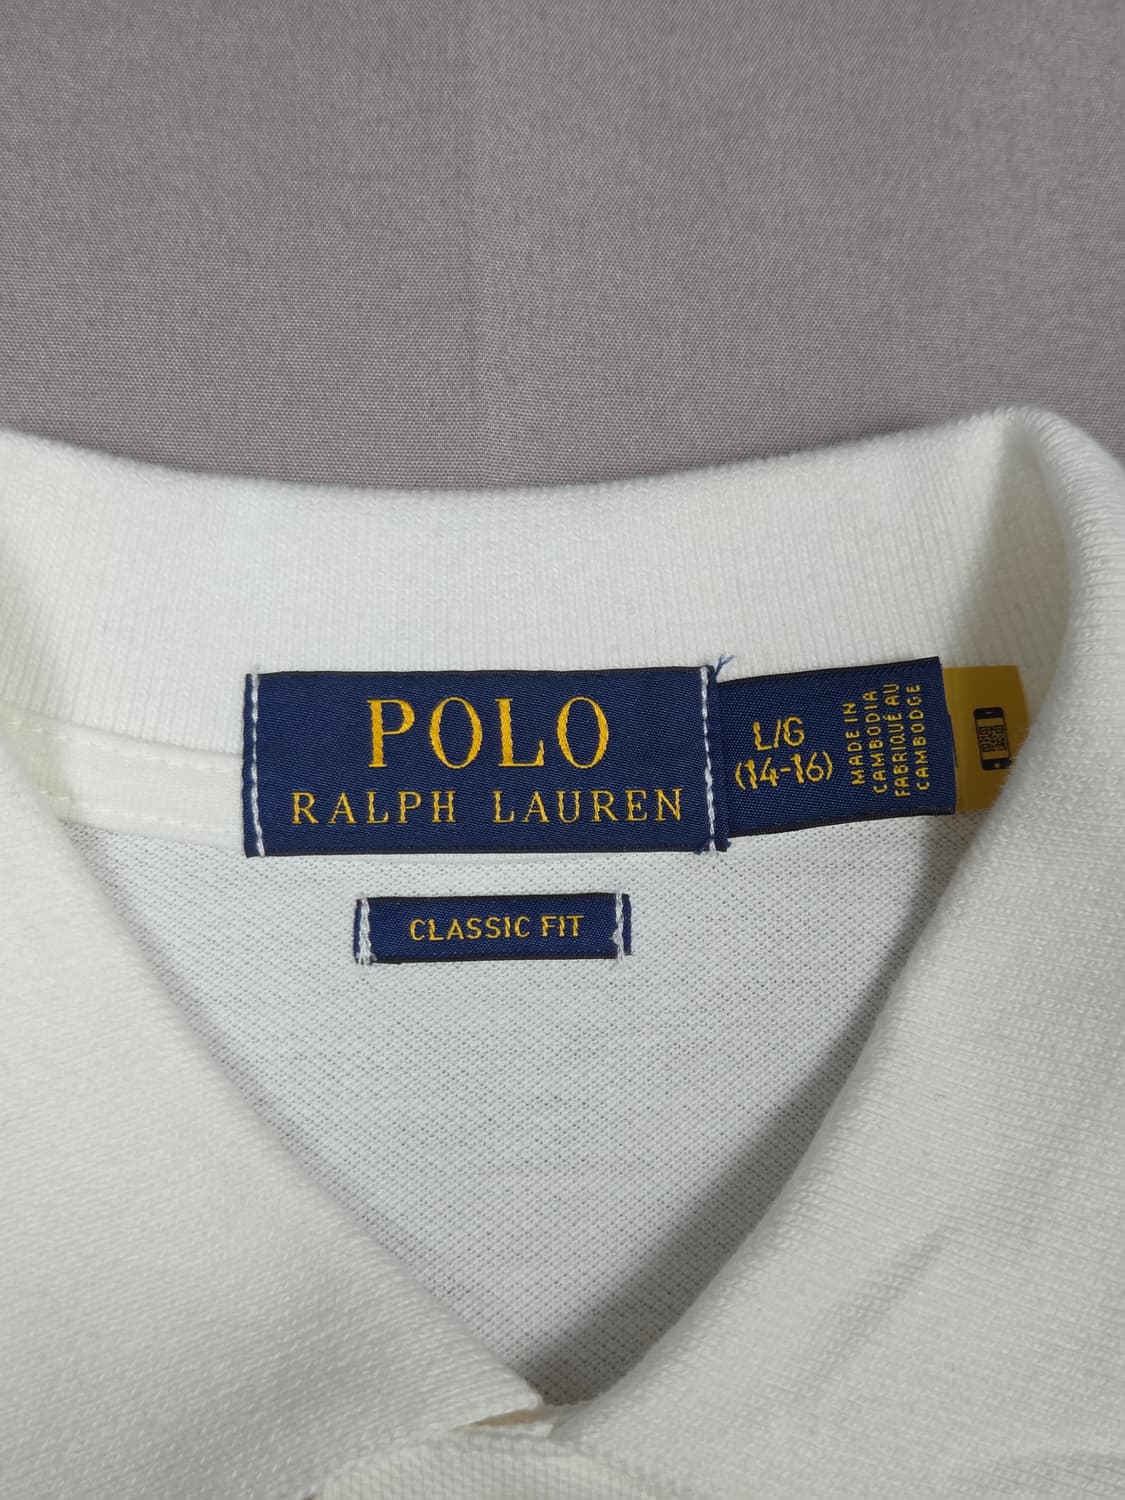 POLO
RALPH LAUREN
L/G
(14-16)
MADE IN
CAMBODIA
FABRIQUÉ AU
CAMBODGE
CLASSIC FIT